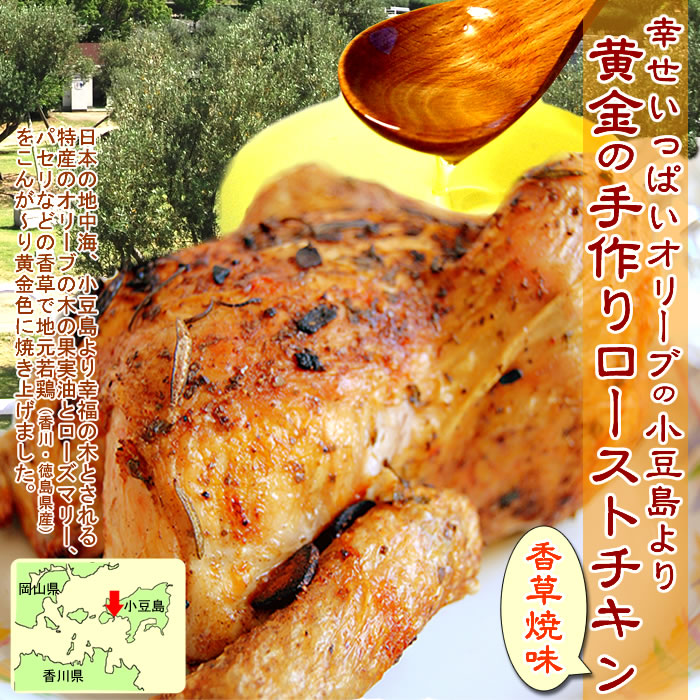 幸せいっぱいオリーブの小豆島より
黄金の手作りローストチキン
香草焼味
日本の地中海、小豆島より幸福の木とされる
特産のオリーブの木の果実油とローズマリー、
パセリなどの香草で地元若鶏（香川・徳島県産）
をこんが～り黄金色に焼き上げました。
岡山県
小豆島
香川県